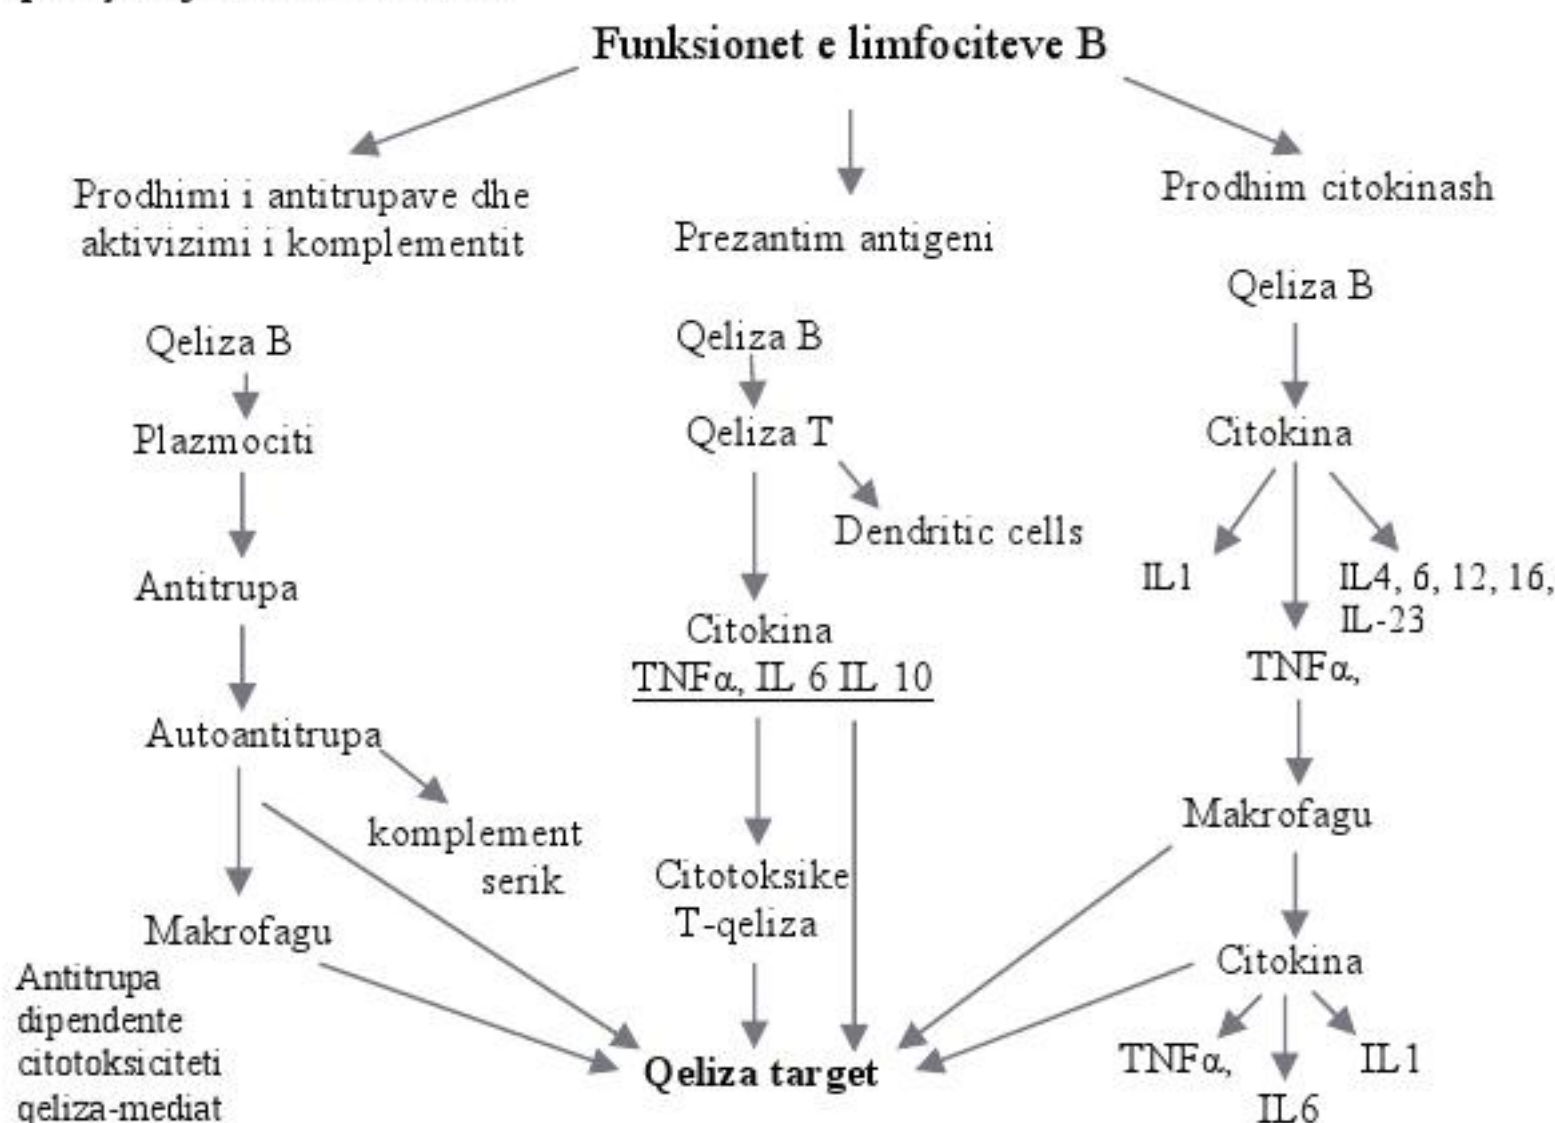 Funksionet e limfociteve B
Prodhimi i antitrupave dhe
aktivizimi i komplementit
Qeliza B
Plazmociti
Antitrupa
Autoantitrupa
komplement
serik
Makrofagu
Antitrupa
dipendente
citotoksiciteti
qeliza-mediat
Prezantim antigeni
Qeliza B
Qeliza T
Dendritic cells
Citokina
TNFα, IL 6 IL 10
Citotoksike
T-qeliza
Qeliza target
Prodhim citokinash
Qeliza B
Citokina
IL1
IL4, 6, 12, 16,
IL-23
TNFα,
Makrofagu
Citokina
TNFα,
IL1
IL6